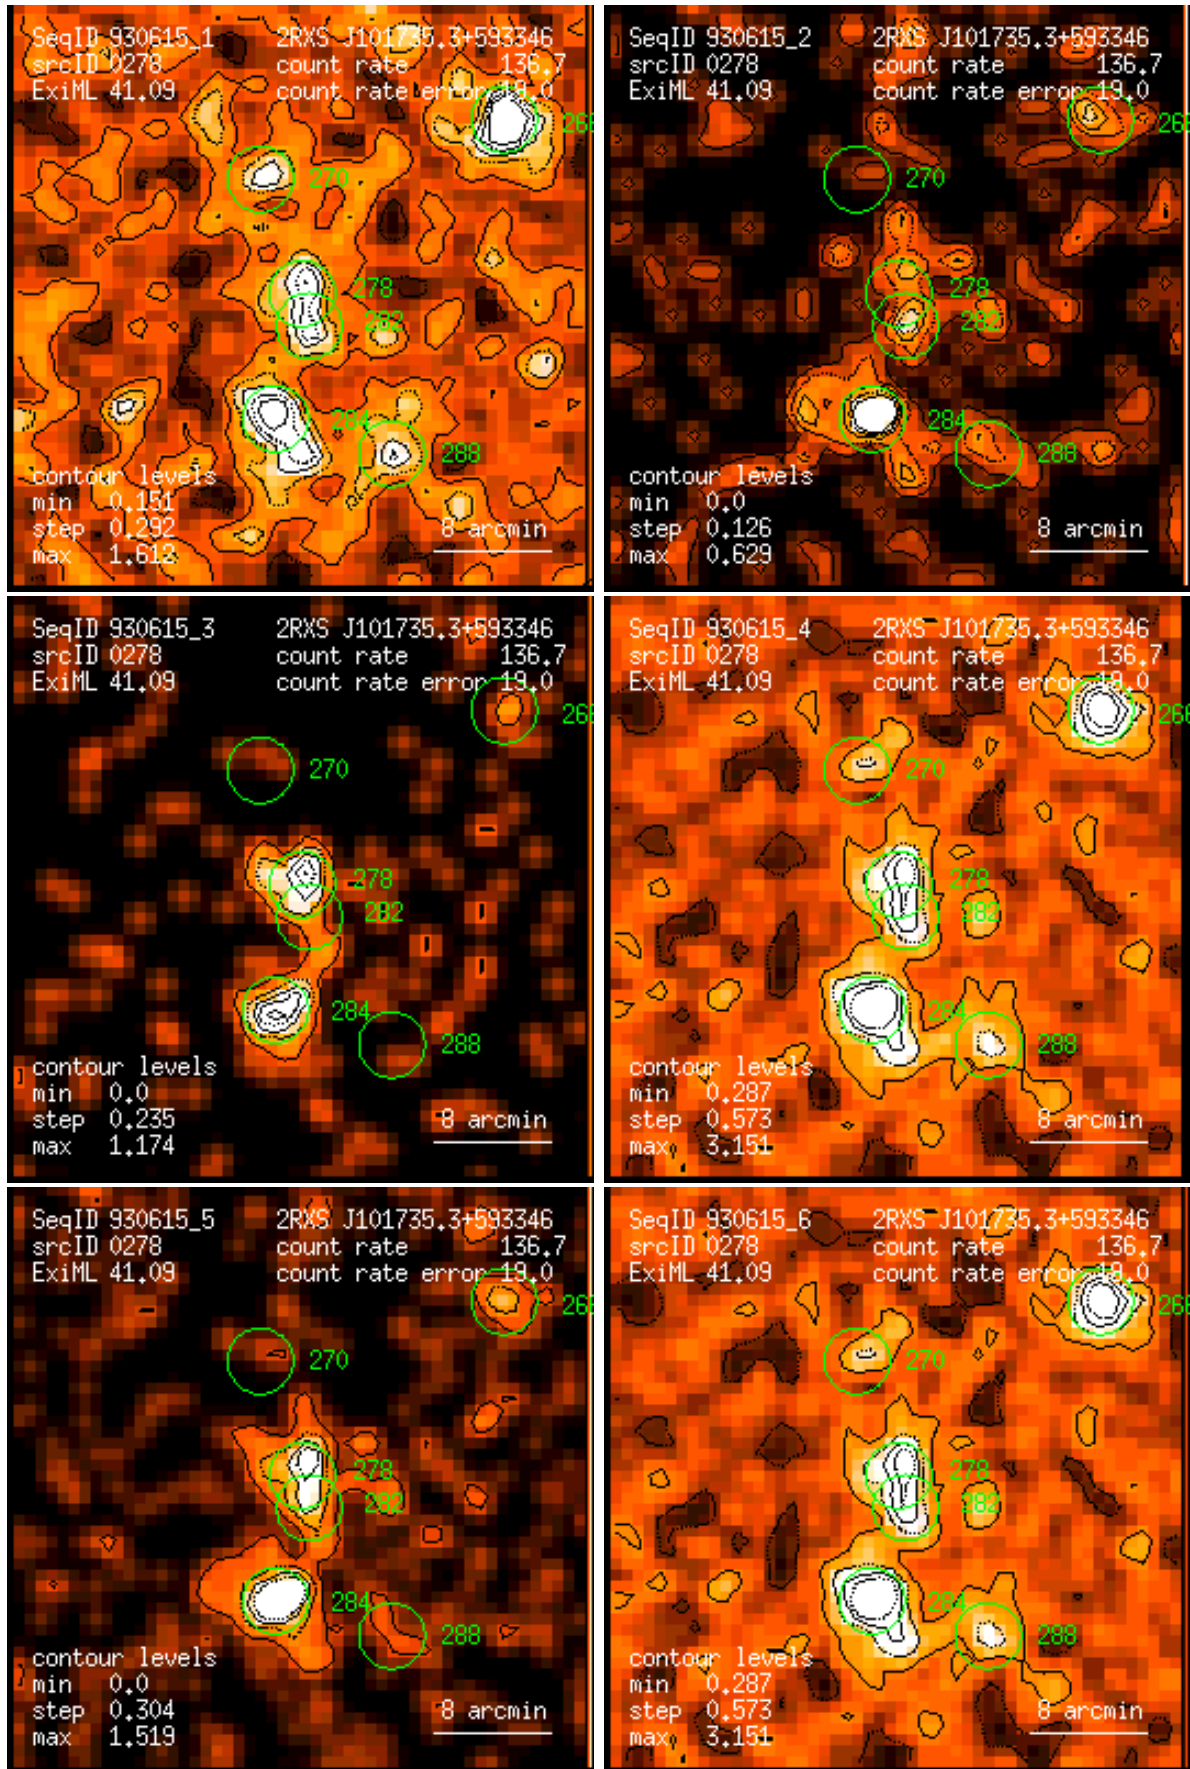 SeqID 930615_1 2RXS J101735.3+593346
srcID 0278 count rate 136.7
ExiML 41.09 count rate error 19.0
268
270
278
282
284
288
contour levels
min 0.151
step 0.292 8 arcmin
max 1.612
SeqID 930615_2 2RXS J101735.3+593346
srcID 0278 count rate 136.7
ExiML 41.09 count rate error 19.0
268
270
278
282
284
288
contour levels
min 0.0
step 0.126 8 arcmin
max 0.629
SeqID 930615_3 2RXS J101735.3+593346
srcID 0278 count rate 136.7
ExiML 41.09 count rate error 19.0
268
270
278
282
284
288
contour levels
min 0.0
step 0.235 8 arcmin
max 1.174
SeqID 930615_4 2RXS J101735.3+593346
srcID 0278 count rate 136.7
ExiML 41.09 count rate error 19.0
268
270
278
282
284
288
contour levels
min 0.287
step 0.573 8 arcmin
max 3.151
SeqID 930615_5 2RXS J101735.3+593346
srcID 0278 count rate 136.7
ExiML 41.09 count rate error 19.0
268
270
278
282
284
288
contour levels
min 0.0
step 0.304 8 arcmin
max 1.519
SeqID 930615_6 2RXS J101735.3+593346
srcID 0278 count rate 136.7
ExiML 41.09 count rate error 19.0
268
270
278
282
284
288
contour levels
min 0.287
step 0.573 8 arcmin
max 3.151